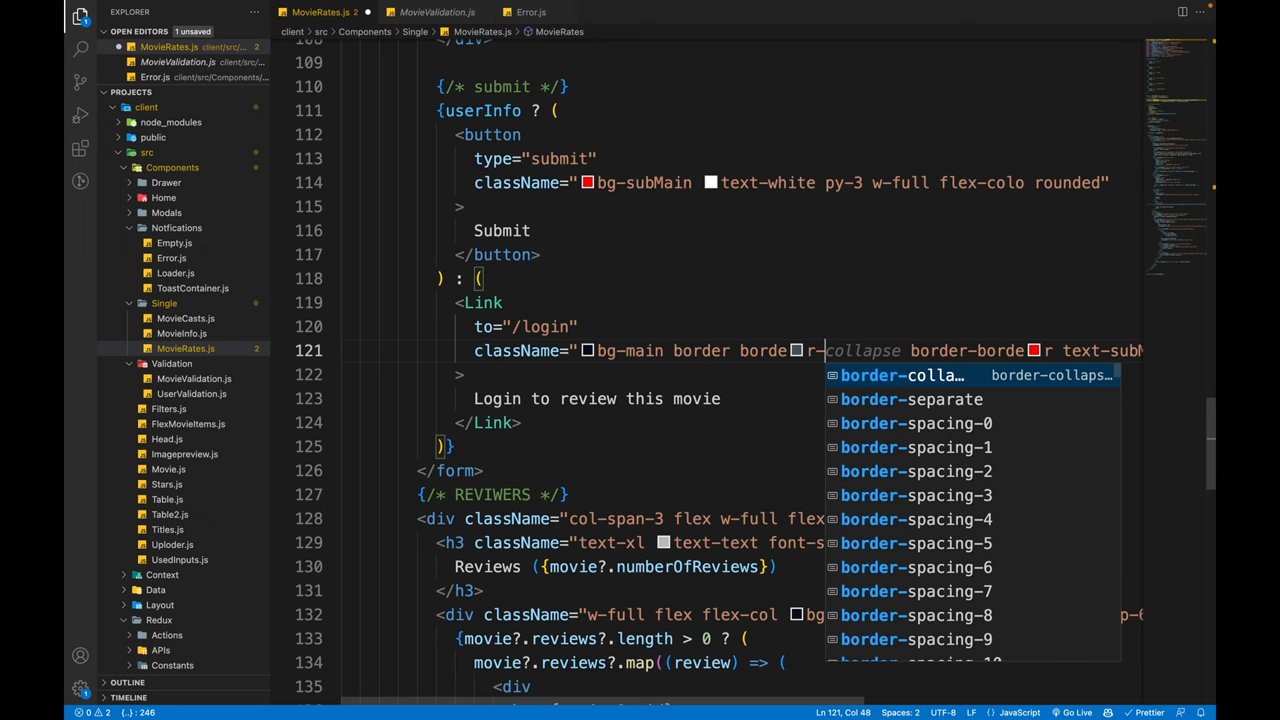 EXPLORER
MovieRates.js
MovieValidation.js
Error.js
OPEN EDITORS 1 unsaved
client > src > Components > Single > MovieRates.js > MovieRates
MovieRates.js client/src/... 2
MovieValidation.js client/src/...
Error.js client/src/Components/...
PROJECTS
client
node_modules
public
src
Components
Drawer
Home
Modals
Notfications
Empty.js
Error.js
Loader.js
ToastContainer.js
Single
MovieCasts.js
MovieInfo.js
MovieRates.js 2
Validation
MovieValidation.js
UserValidation.js
Filters.js
FlexMovieItems.js
Head.js
Imagepreview.js
Movie.js
Stars.js
Table.js
Table2.js
Titles.js
Uploder.js
UsedInputs.js
Context
Data
Layout
Redux
Actions
APIs
Constants
OUTLINE
TIMELINE
108 </div>
109
110 {/* submit */}
111 {userInfo ? (
112 <button
113 type="submit"
114 className="bg-subMain text-white py-3 w-full flex-colo rounded"
115 >
116 Submit
117 </button>
118 ) : (
119 <Link
120 to="/login"
121 className="bg-main border border-collapse border-border text-subM
122 >
123 Login to review this movie
124 </Link>
125 )}
126 </form>
127 {/* REVIWERS */}
128 <div className="col-span-3 flex w-full flex
129 <h3 className="text-xl text-text font-s
130 Reviews ({movie?.numberOfReviews})
131 </h3>
132 <div className="w-full flex flex-col bg
133 {movie?.reviews?.length > 0 ? (
134 movie?.reviews?.map((review) => (
135 <div
border-colla… border-collaps…
border-separate
border-spacing-0
border-spacing-1
border-spacing-2
border-spacing-3
border-spacing-4
border-spacing-5
border-spacing-6
border-spacing-7
border-spacing-8
border-spacing-9
border-spacing-10
0 2 {..} : 246
Ln 121, Col 48 Spaces: 2 UTF-8 LF {} JavaScript Go Live Prettier